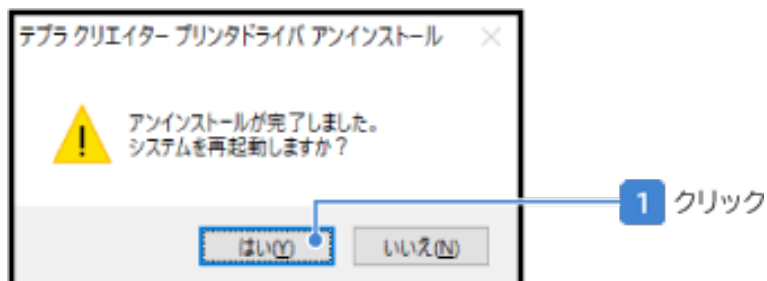 テプラ クリエイター プリンタドライバ アンインストール
アンインストールが完了しました。
システムを再起動しますか？
はい(Y)
いいえ(N)
1 クリック